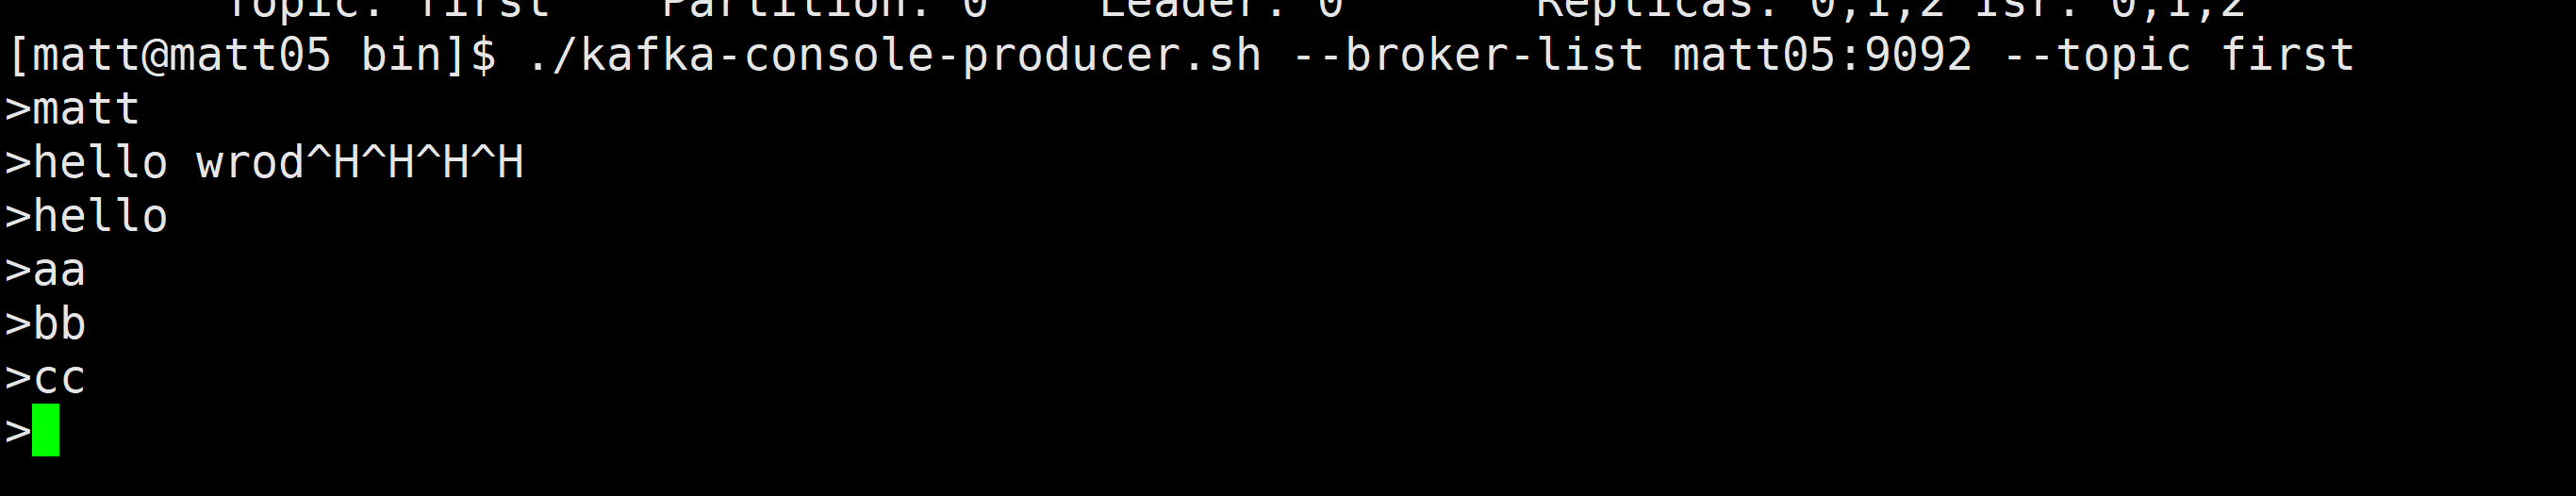 Topic: first    Partition: 0    Leader: 0       Replicas: 0,1,2 Isr: 0,1,2
[matt@matt05 bin]$ ./kafka-console-producer.sh --broker-list matt05:9092 --topic first
>matt
>hello wrod^H^H^H^H
>hello
>aa
>bb
>cc
>